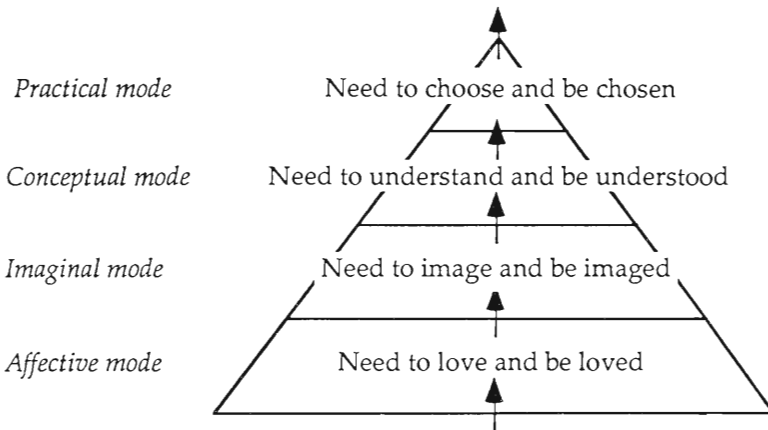 Practical mode Need to choose and be chosen
Conceptual mode Need to understand and be understood
Imaginal mode Need to image and be imaged
Affective mode Need to love and be loved